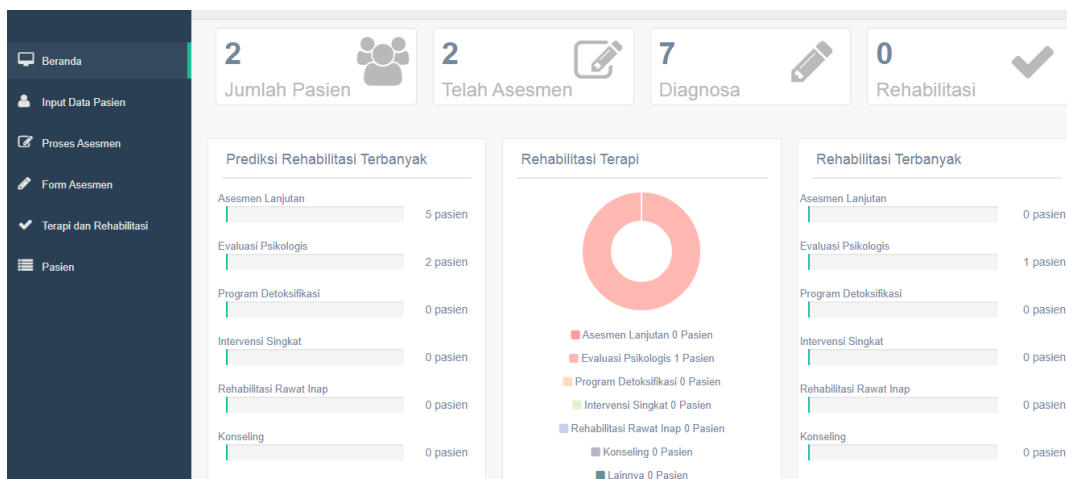 Beranda
Input Data Pasien
Proses Asesmen
Form Asesmen
Terapi dan Rehabilitasi
Pasien
2
Jumlah Pasien
2
Telah Asesmen
7
Diagnosa
0
Rehabilitasi
Prediksi Rehabilitasi Terbanyak
Asesmen Lanjutan
5 pasien
Evaluasi Psikologis
2 pasien
Program Detoksifikasi
0 pasien
Intervensi Singkat
0 pasien
Rehabilitasi Rawat Inap
0 pasien
Konseling
0 pasien
Rehabilitasi Terapi
Asesmen Lanjutan 0 Pasien
Evaluasi Psikologis 1 Pasien
Program Detoksifikasi 0 Pasien
Intervensi Singkat 0 Pasien
Rehabilitasi Rawat Inap 0 Pasien
Konseling 0 Pasien
Lainnya 0 Pasien
Rehabilitasi Terbanyak
Asesmen Lanjutan
0 pasien
Evaluasi Psikologis
1 pasien
Program Detoksifikasi
0 pasien
Intervensi Singkat
0 pasien
Rehabilitasi Rawat Inap
0 pasien
Konseling
0 pasien